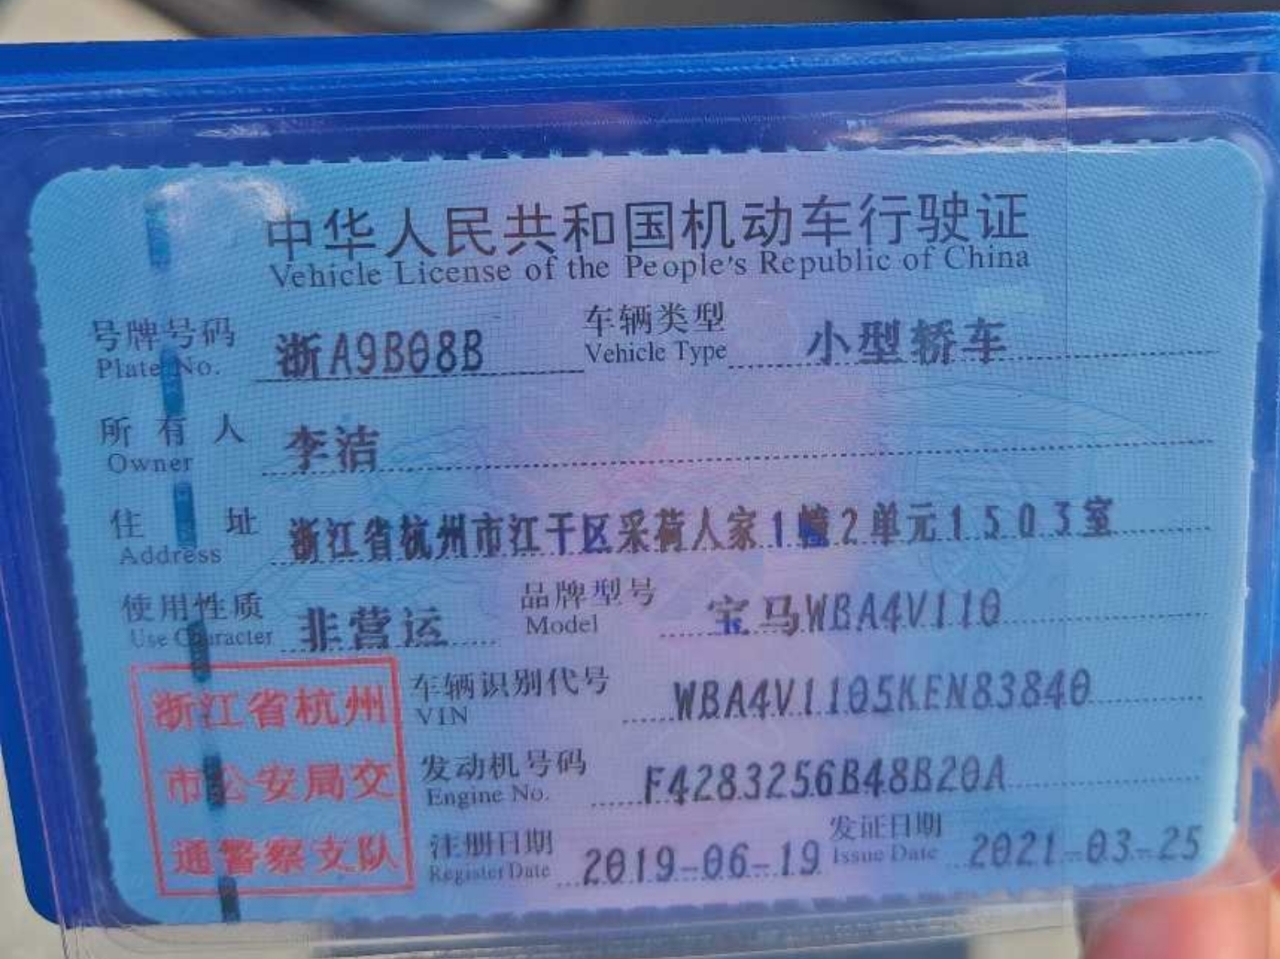 中华人民共和国机动车行驶证
Vehicle License of the People's Republic of China
号牌号码 浙A9B08B 车辆类型 小型轿车
Plate No. Vehicle Type
所有人 李洁
Owner
住址 浙江省杭州市江干区采荷人家1幢2单元1503室
Address
使用性质 非营运 品牌型号 宝马WBA4V110
Use Character Model
浙江省杭州
市公安局交
通警察支队
车辆识别代号 WBA4V1105KEN83840
VIN
发动机号码 F4283256B48B20A
Engine No.
注册日期 2019-06-19 发证日期 2021-03-25
Register Date Issue Date